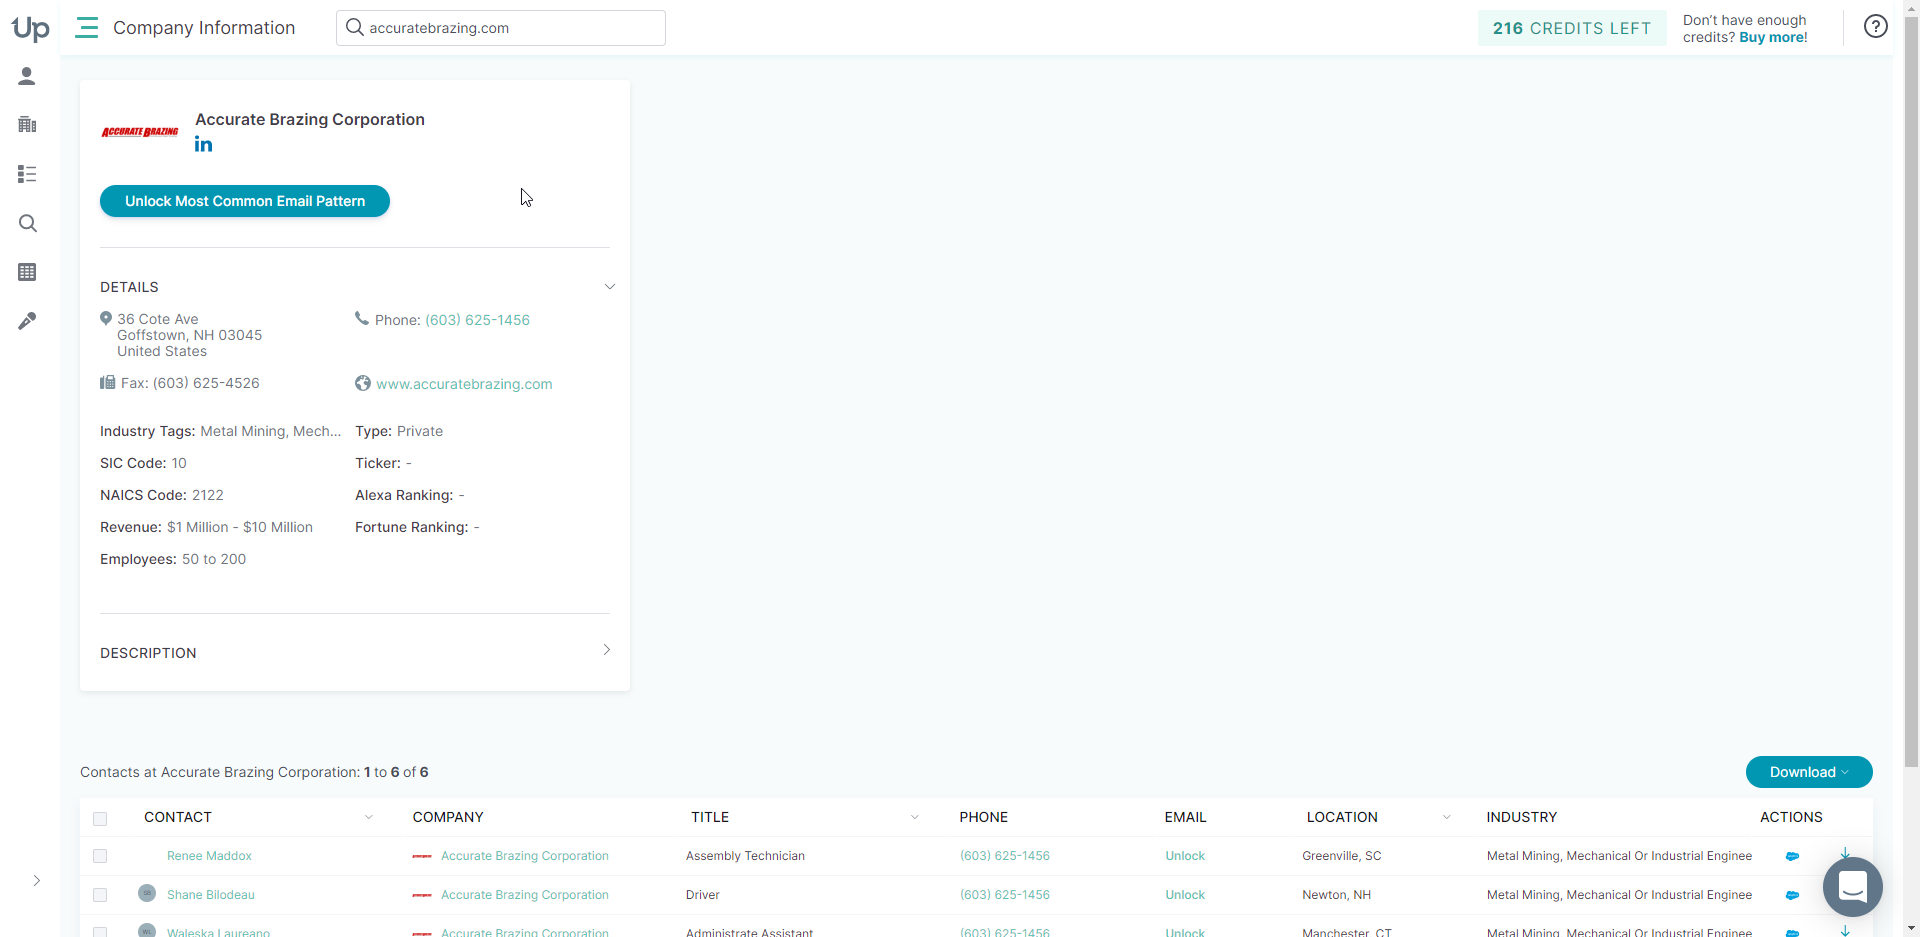 Up
Company Information
accuratebrazing.com
216 CREDITS LEFT
Don't have enough
credits? Buy more!
?
ACCURATE BRAZING
Accurate Brazing Corporation
in
Unlock Most Common Email Pattern
DETAILS
36 Cote Ave
Goffstown, NH 03045
United States
Phone: (603) 625-1456
Fax: (603) 625-4526
www.accuratebrazing.com
Industry Tags: Metal Mining, Mech...
Type: Private
SIC Code: 10
Ticker: -
NAICS Code: 2122
Alexa Ranking: -
Revenue: $1 Million - $10 Million
Fortune Ranking: -
Employees: 50 to 200
DESCRIPTION
Contacts at Accurate Brazing Corporation: 1 to 6 of 6
Download
CONTACT COMPANY TITLE PHONE EMAIL LOCATION INDUSTRY ACTIONS
Renee Maddox Accurate Brazing Corporation Assembly Technician (603) 625-1456 Unlock Greenville, SC Metal Mining, Mechanical Or Industrial Enginee
SB Shane Bilodeau Accurate Brazing Corporation Driver (603) 625-1456 Unlock Newton, NH Metal Mining, Mechanical Or Industrial Enginee
WL Waleska Laureano Accurate Brazing Corporation Administrate Assistant (603) 625-1456 Unlock Manchester, CT Metal Mining, Mechanical Or Industrial Enginee